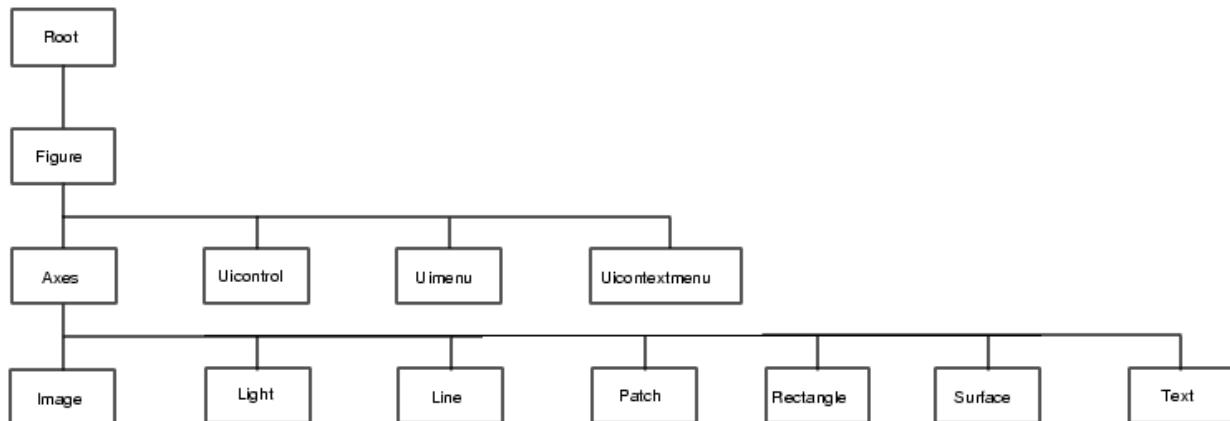 Root
Figure
Axes
Uicontrol
Uimenu
Uicontextmenu
Image
Light
Line
Patch
Rectangle
Surface
Text